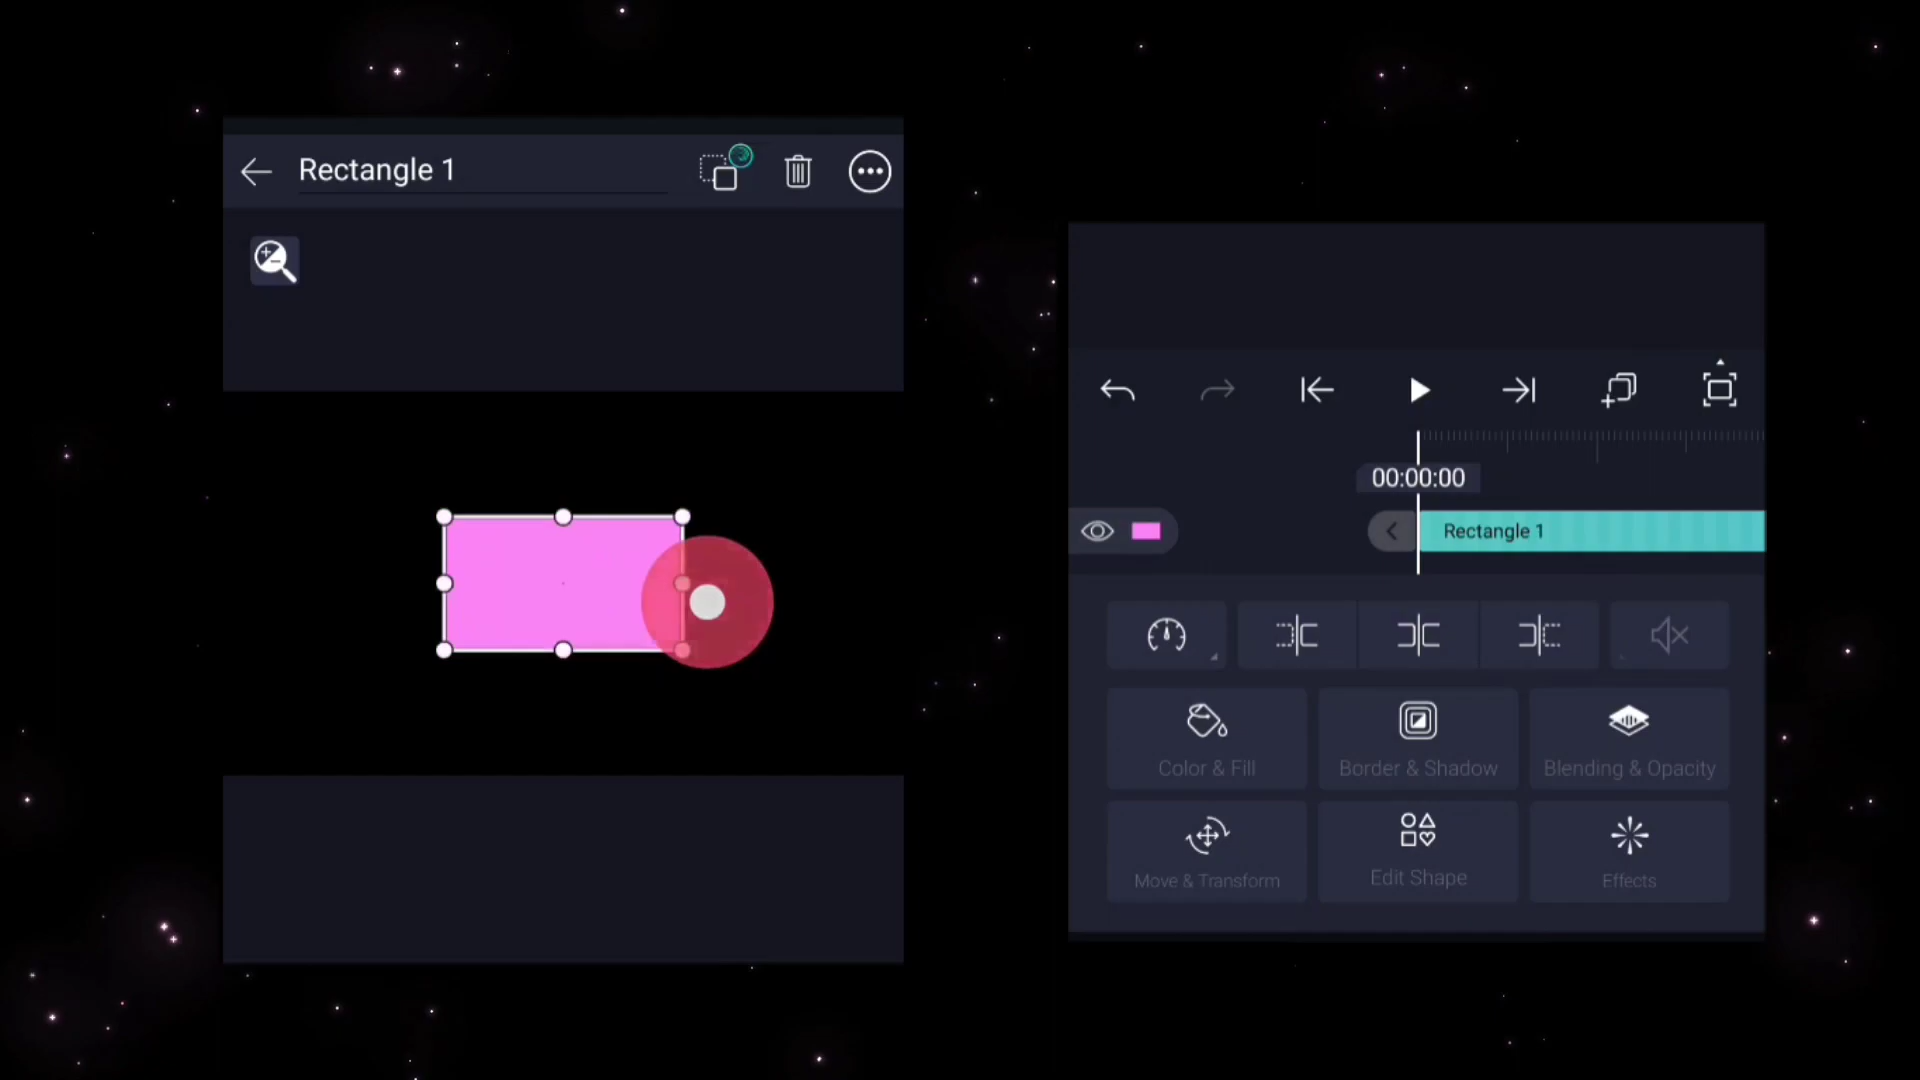 Rectangle 1
00:00:00
Rectangle 1
Color & Fill
Border & Shadow
Blending & Opacity
Move & Transform
Edit Shape
Effects